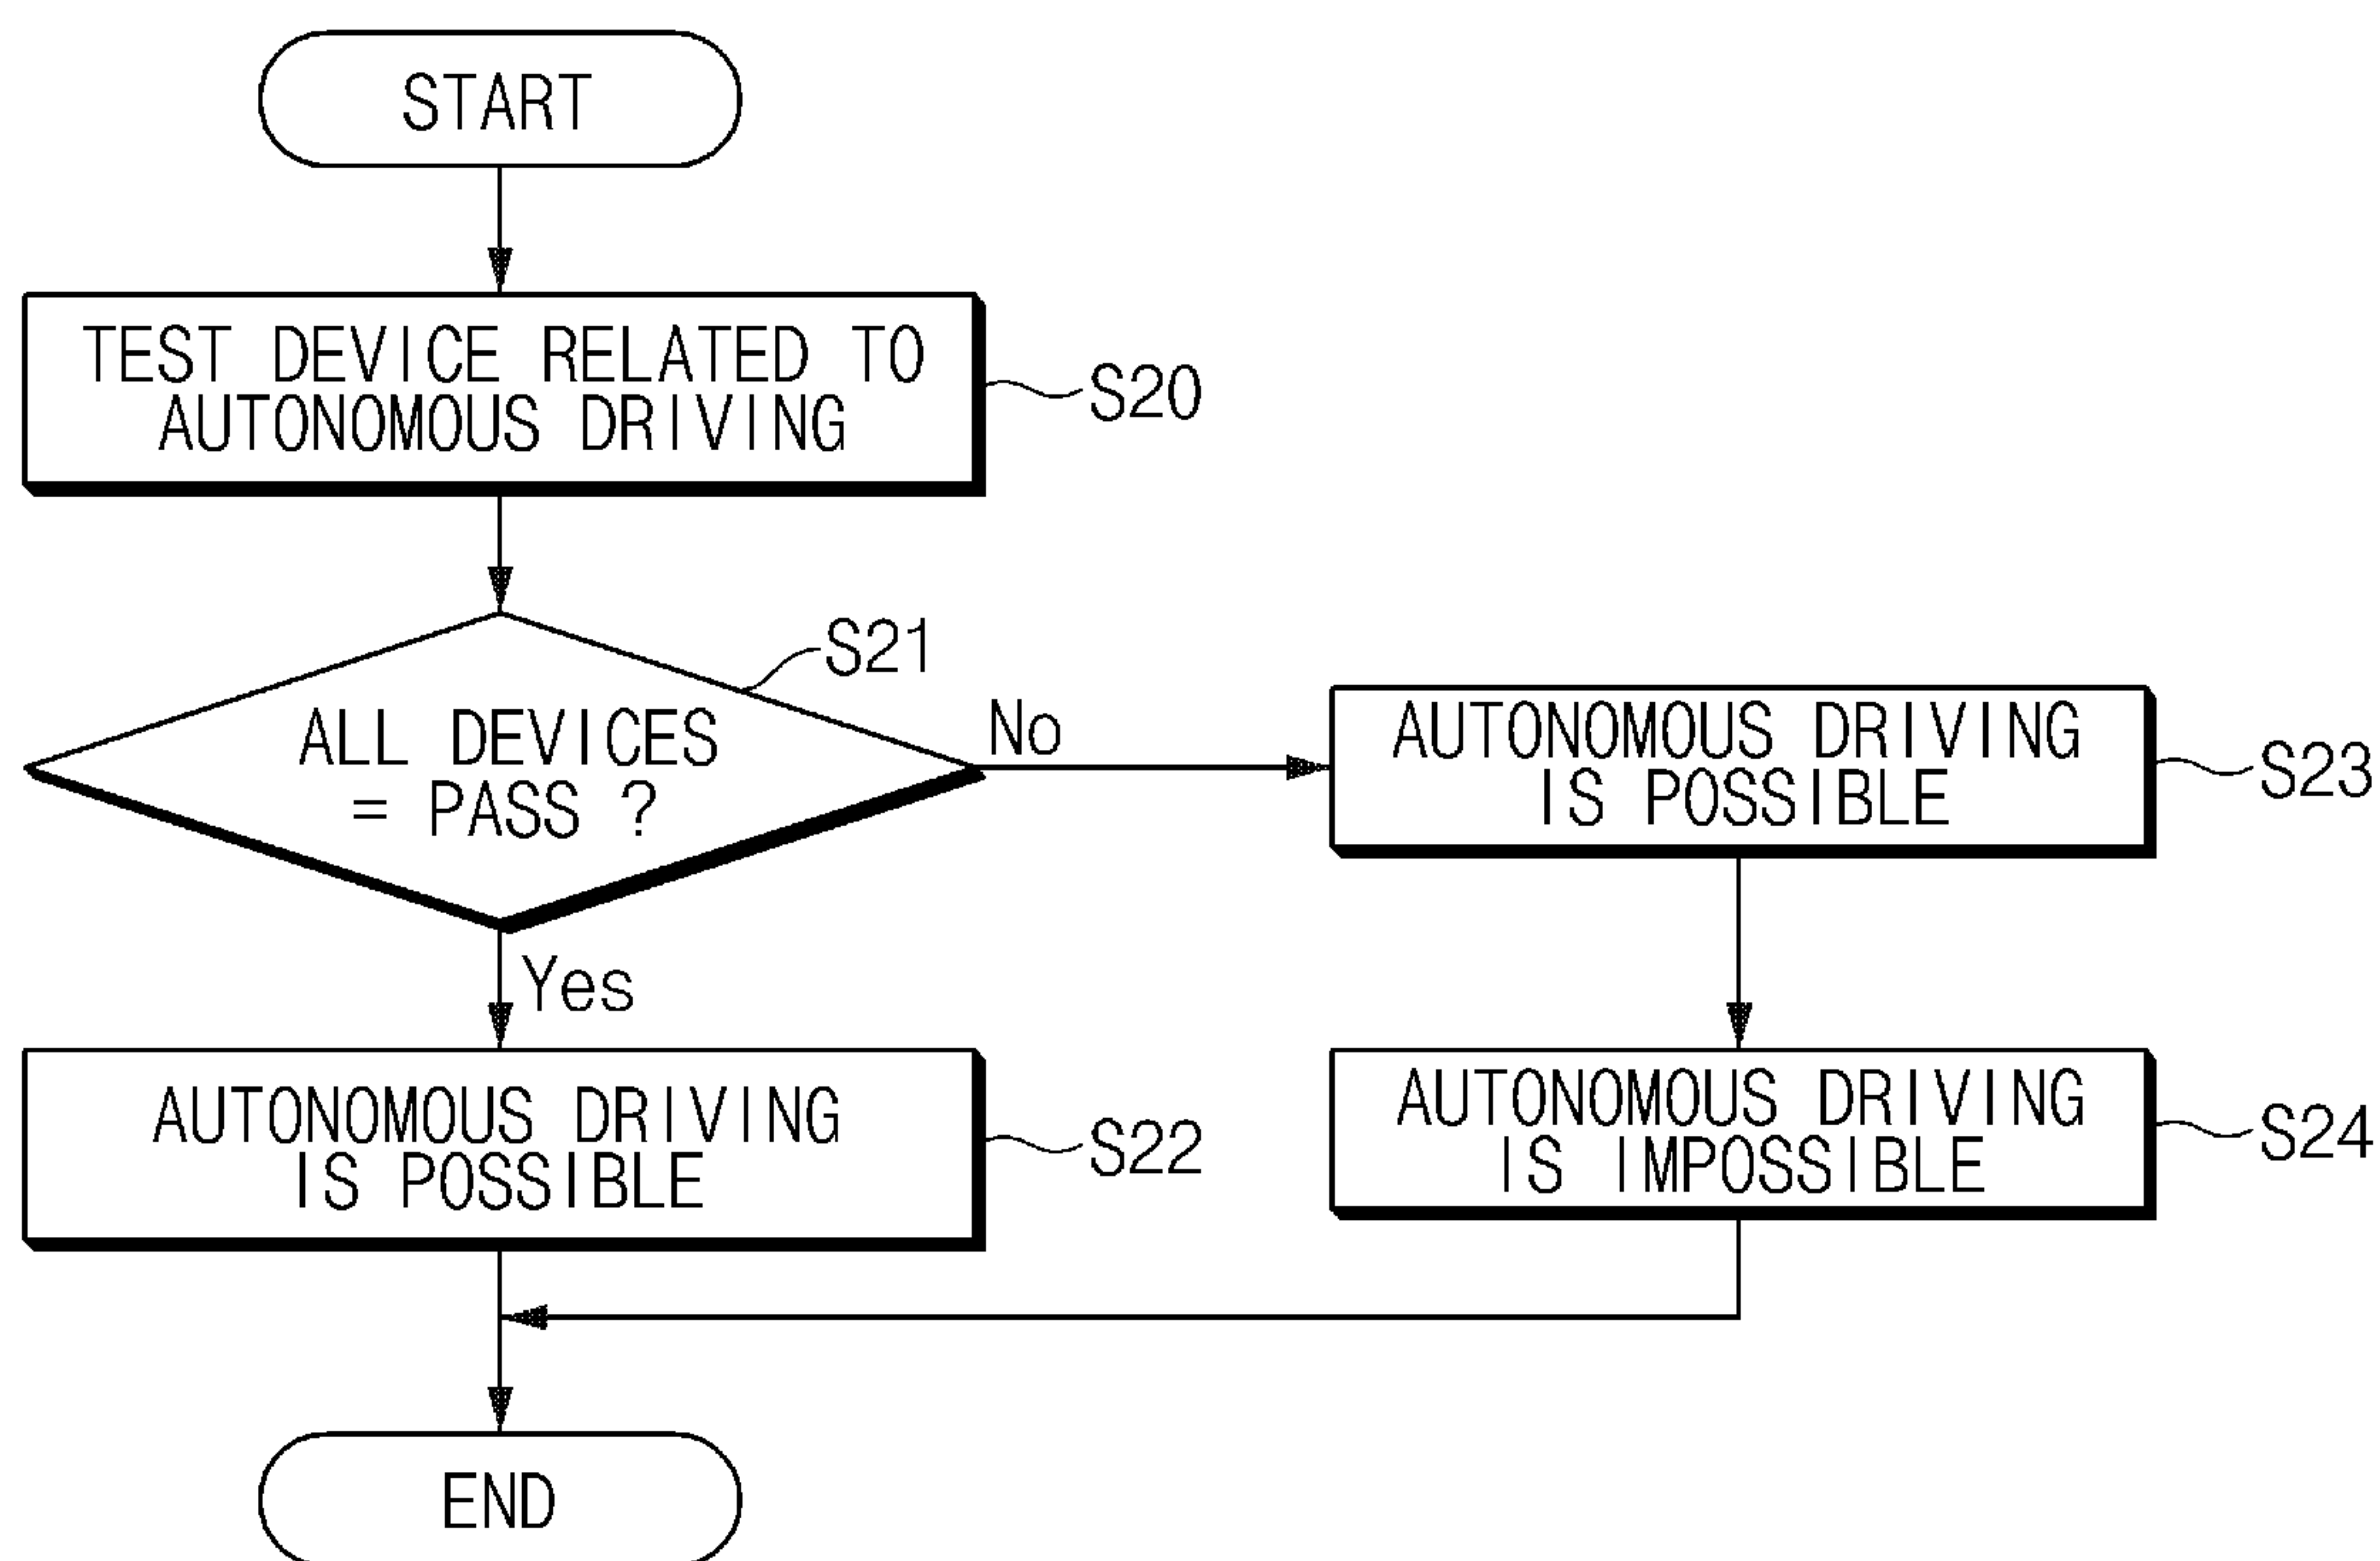 START
TEST DEVICE RELATED TO
AUTONOMOUS DRIVING
S20
S21
ALL DEVICES
= PASS ?
No
AUTONOMOUS DRIVING
IS POSSIBLE
S23
Yes
AUTONOMOUS DRIVING
IS POSSIBLE
S22
AUTONOMOUS DRIVING
IS IMPOSSIBLE
S24
END